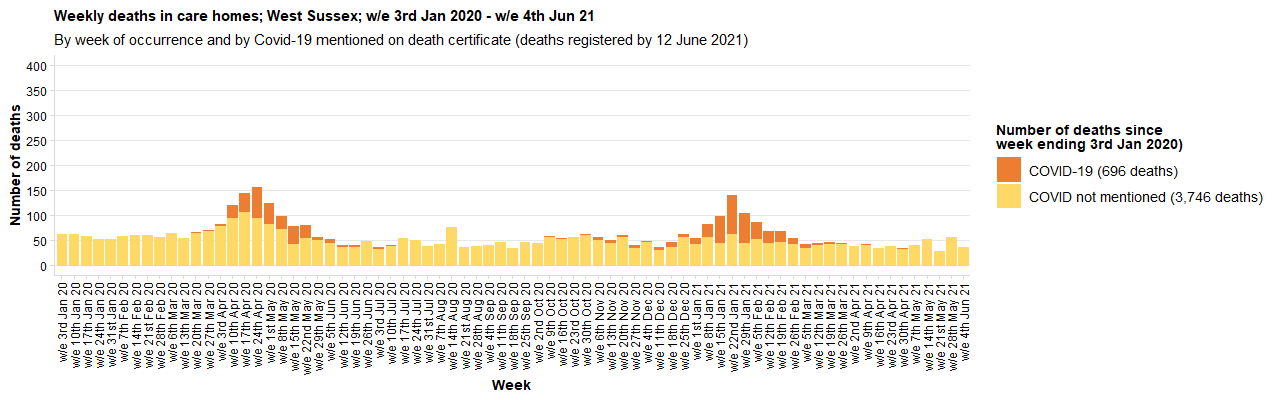 Weekly deaths in care homes; West Sussex; w/e 3rd Jan 2020 - w/e 4th Jun 21
By week of occurrence and by Covid-19 mentioned on death certificate (deaths registered by 12 June 2021)
Number of deaths
400
350
300
250
200
150
100
50
0
w/e 3rd Jan 20
w/e 10th Jan 20
w/e 17th Jan 20
w/e 24th Jan 20
w/e 31st Jan 20
w/e 7th Feb 20
w/e 14th Feb 20
w/e 21st Feb 20
w/e 28th Feb 20
w/e 6th Mar 20
w/e 13th Mar 20
w/e 20th Mar 20
w/e 27th Mar 20
w/e 3rd Apr 20
w/e 10th Apr 20
w/e 17th Apr 20
w/e 24th Apr 20
w/e 1st May 20
w/e 8th May 20
w/e 15th May 20
w/e 22nd May 20
w/e 29th May 20
w/e 5th Jun 20
w/e 12th Jun 20
w/e 19th Jun 20
w/e 26th Jun 20
w/e 3rd Jul 20
w/e 10th Jul 20
w/e 17th Jul 20
w/e 24th Jul 20
w/e 31st Jul 20
w/e 7th Aug 20
w/e 14th Aug 20
w/e 21st Aug 20
w/e 28th Aug 20
w/e 4th Sep 20
w/e 11th Sep 20
w/e 18th Sep 20
w/e 25th Sep 20
w/e 2nd Oct 20
w/e 9th Oct 20
w/e 16th Oct 20
w/e 23rd Oct 20
w/e 30th Oct 20
w/e 6th Nov 20
w/e 13th Nov 20
w/e 20th Nov 20
w/e 27th Nov 20
w/e 4th Dec 20
w/e 11th Dec 20
w/e 18th Dec 20
w/e 25th Dec 20
w/e 1st Jan 21
w/e 8th Jan 21
w/e 15th Jan 21
w/e 22nd Jan 21
w/e 29th Jan 21
w/e 5th Feb 21
w/e 12th Feb 21
w/e 19th Feb 21
w/e 26th Feb 21
w/e 5th Mar 21
w/e 12th Mar 21
w/e 19th Mar 21
w/e 26th Mar 21
w/e 2nd Apr 21
w/e 9th Apr 21
w/e 16th Apr 21
w/e 23rd Apr 21
w/e 30th Apr 21
w/e 7th May 21
w/e 14th May 21
w/e 21st May 21
w/e 28th May 21
w/e 4th Jun 21
Week
Number of deaths since
week ending 3rd Jan 2020)
COVID-19 (696 deaths)
COVID not mentioned (3,746 deaths)